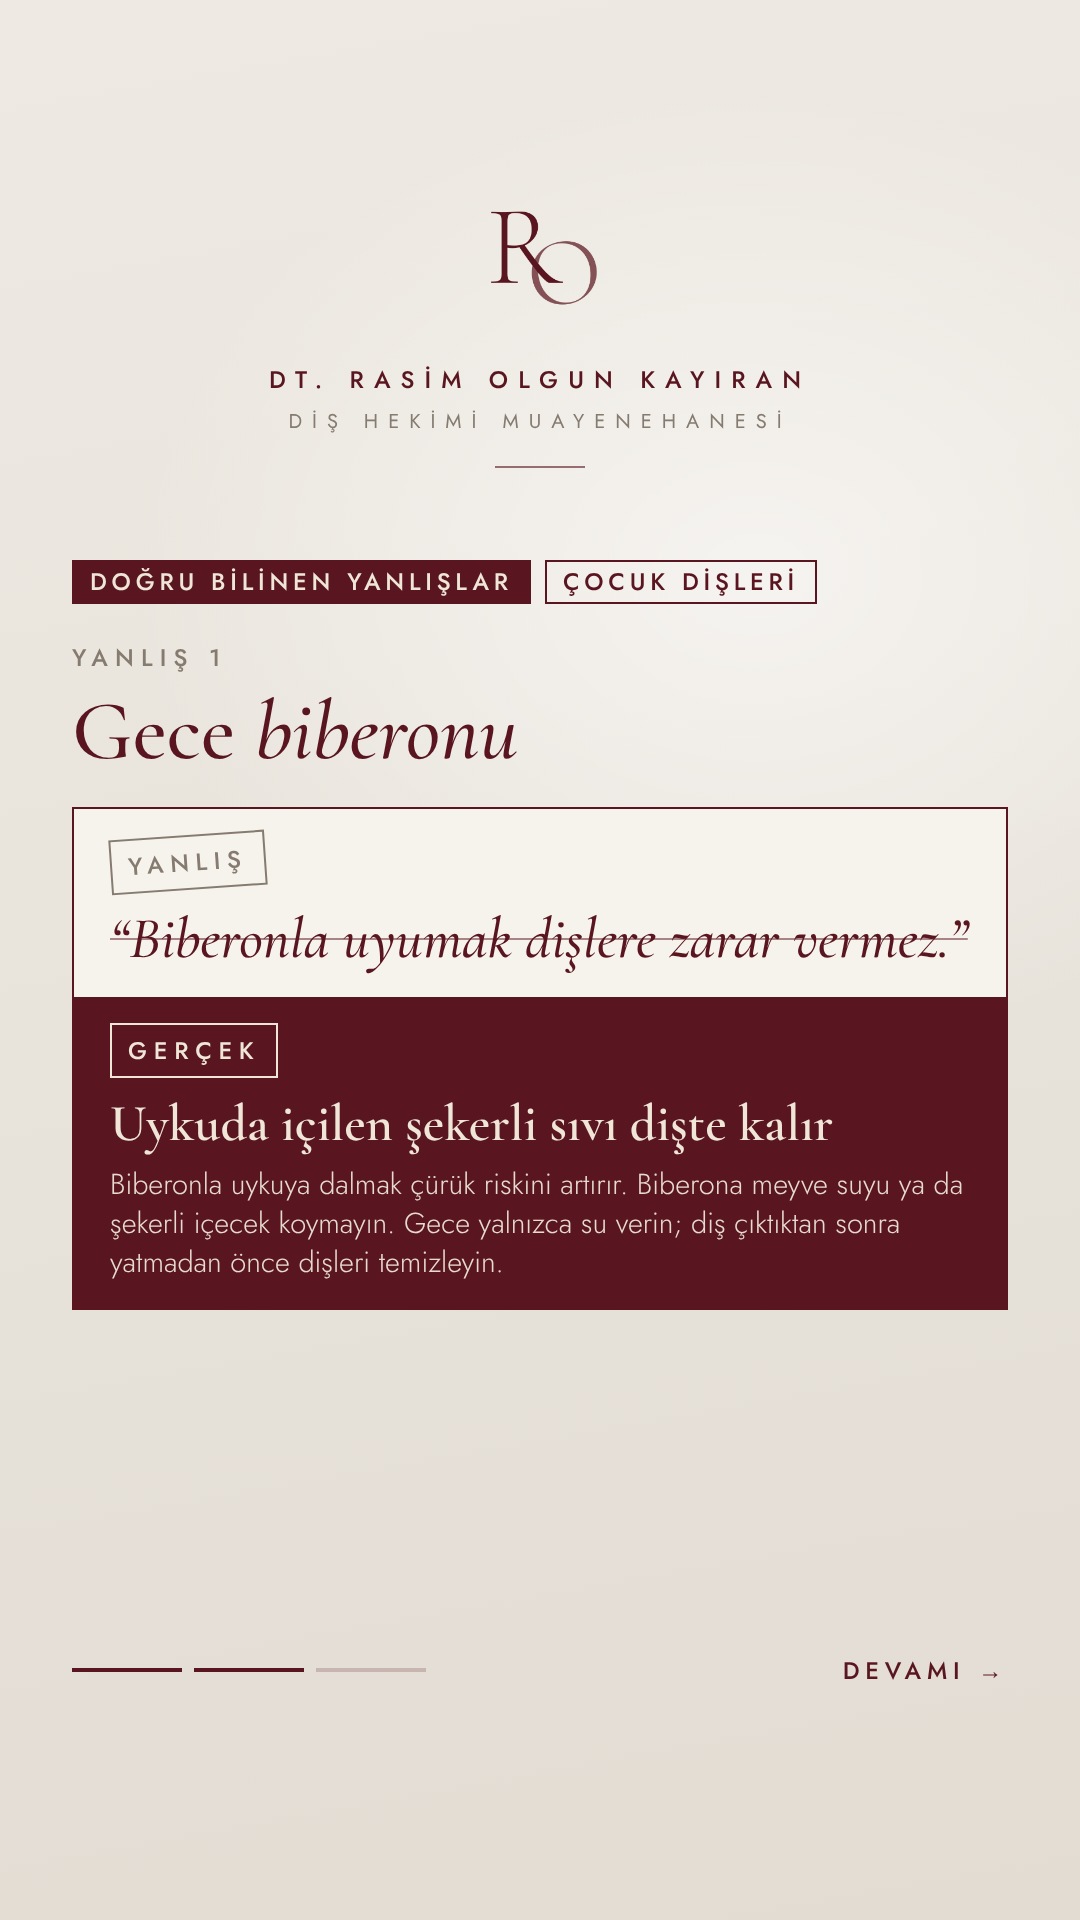 RO
DT. RASİM OLGUN KAYIRAN
DİŞ HEKİMİ MUAYENEHANESİ
DOĞRU BİLİNEN YANLIŞLAR ÇOCUK DİŞLERİ
YANLIŞ 1
Gece biberonu
YANLIŞ
“Biberonla uyumak dişlere zarar vermez.”
GERÇEK
Uykuda içilen şekerli sıvı dişte kalır
Biberonla uykuya dalmak çürük riskini artırır. Biberona meyve suyu ya da
şekerli içecek koymayın. Gece yalnızca su verin; diş çıktıktan sonra
yatmadan önce dişleri temizleyin.
DEVAMI →